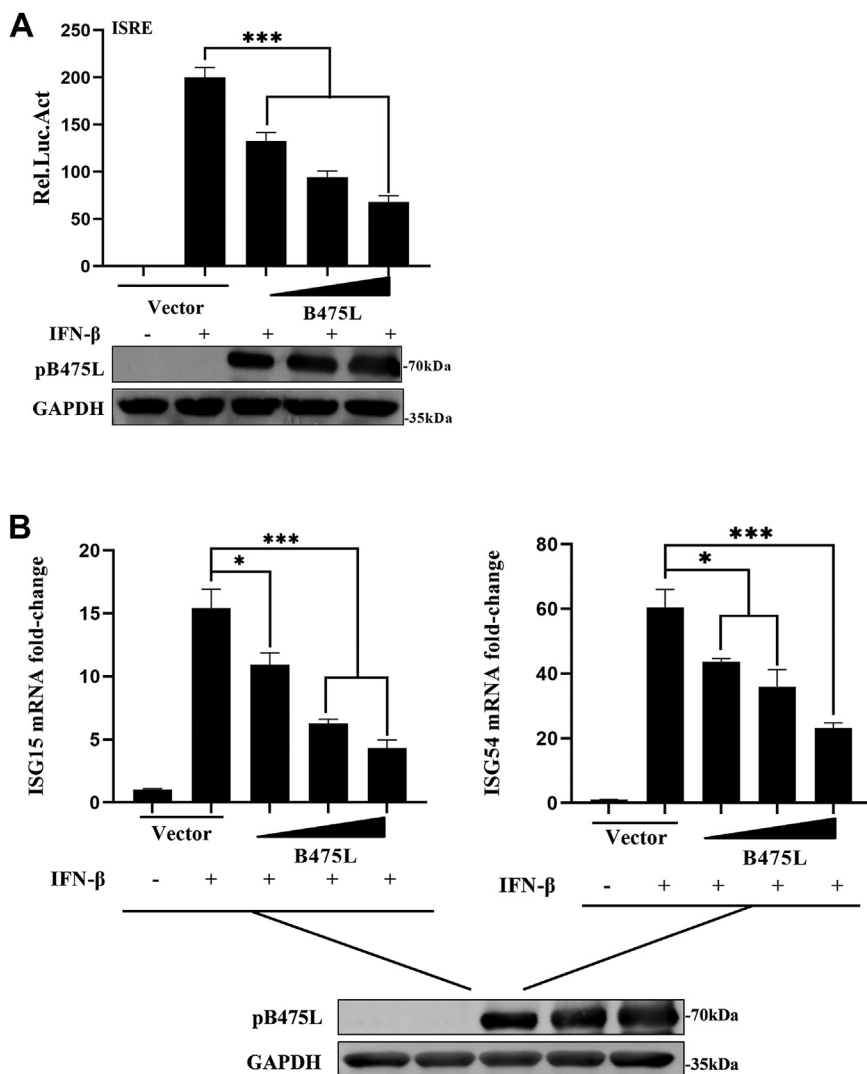 A
ISRE
***
Rel.Luc.Act
250
200
150
100
50
0
Vector
B475L
IFN-β - + + + +
pB475L -70kDa
GAPDH -35kDa
B
ISG15 mRNA fold-change
20
15
10
5
0
***
*
Vector
B475L
IFN-β - + + + +
ISG54 mRNA fold-change
80
60
40
20
0
***
*
Vector
B475L
IFN-β - + + + +
pB475L -70kDa
GAPDH -35kDa